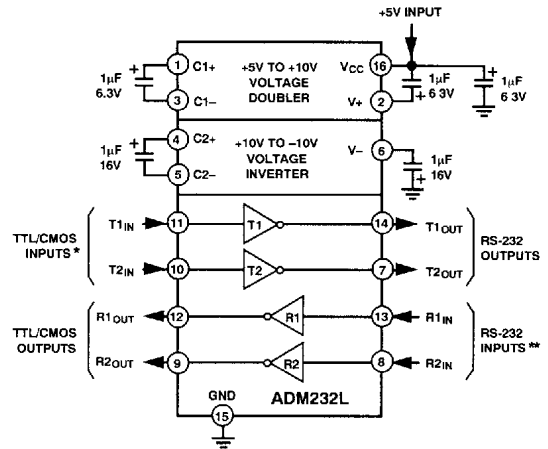 +5V INPUT
1 C1+ +5V TO +10V VCC 16
1µF + VOLTAGE + 1µF + 1µF
6.3V DOUBLER 6 3V 6 3V
3 C1– V+ 2
4 C2+ +10V TO –10V
1µF + VOLTAGE V– 6
16V INVERTER + 1µF
5 C2– 16V
T1IN 11 T1 14 T1OUT
TTL/CMOS INPUTS* RS-232 OUTPUTS
T2IN 10 T2 7 T2OUT
R1OUT 12 R1 13 R1IN
TTL/CMOS OUTPUTS RS-232 INPUTS**
R2OUT 9 R2 8 R2IN
GND ADM232L
15